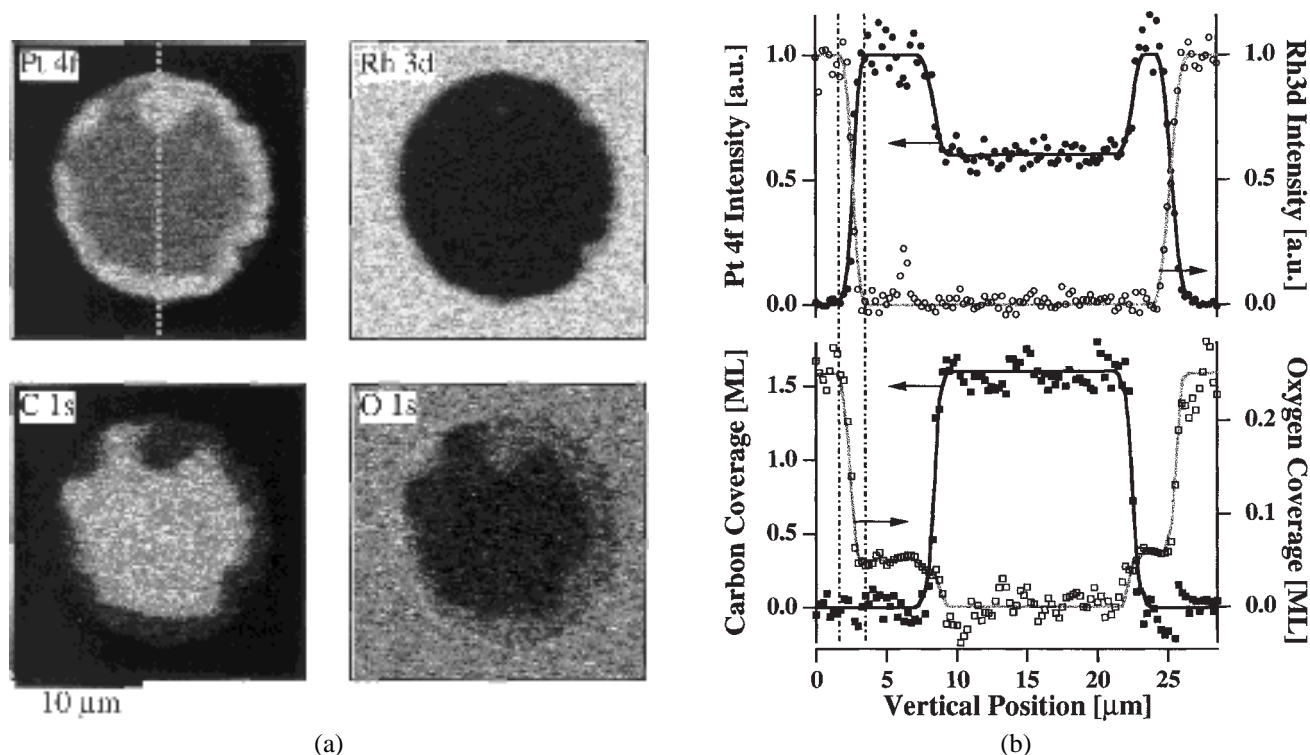 Pt 4f
Rh 3d
C 1s
O 1s
10 µm
(a)
1.0
0.5
0.0
Pt 4f Intensity [a.u.]
1.0
0.5
0.0
Rh3d Intensity [a.u.]
1.5
1.0
0.5
0.0
Carbon Coverage [ML]
0.2
0.1
0.0
Oxygen Coverage [ML]
0 5 10 15 20 25
Vertical Position [µm]
(b)